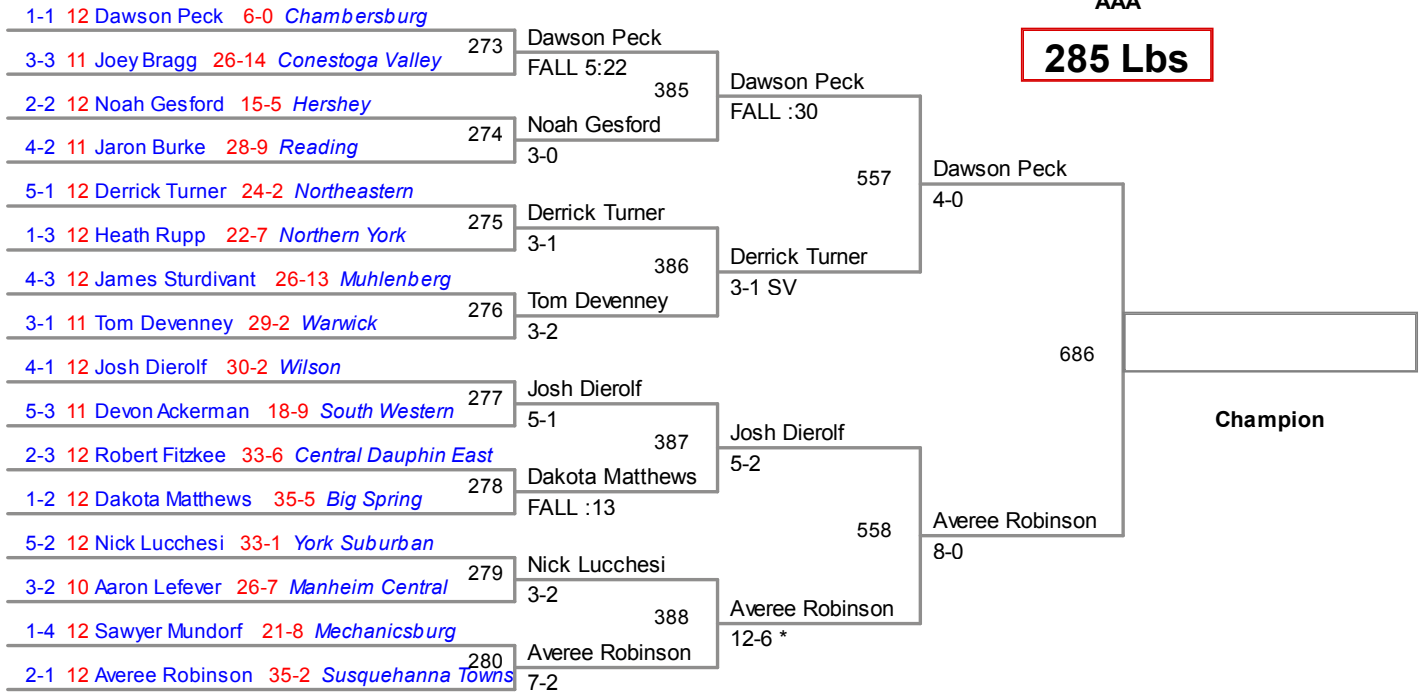 AAA
285 Lbs
1-1 12 Dawson Peck 6-0 Chambersburg
3-3 11 Joey Bragg 26-14 Conestoga Valley
2-2 12 Noah Gesford 15-5 Hershey
4-2 11 Jaron Burke 28-9 Reading
5-1 12 Derrick Turner 24-2 Northeastern
1-3 12 Heath Rupp 22-7 Northern York
4-3 12 James Sturdivant 26-13 Muhlenberg
3-1 11 Tom Devenney 29-2 Warwick
4-1 12 Josh Dierolf 30-2 Wilson
5-3 11 Devon Ackerman 18-9 South Western
2-3 12 Robert Fitzkee 33-6 Central Dauphin East
1-2 12 Dakota Matthews 35-5 Big Spring
5-2 12 Nick Lucchesi 33-1 York Suburban
3-2 10 Aaron Lefever 26-7 Manheim Central
1-4 12 Sawyer Mundorf 21-8 Mechanicsburg
2-1 12 Averee Robinson 35-2 Susquehanna Towns
273
Dawson Peck
FALL 5:22
274
Noah Gesford
3-0
275
Derrick Turner
3-1
276
Tom Devenney
3-2
277
Josh Dierolf
5-1
278
Dakota Matthews
FALL :13
279
Nick Lucchesi
3-2
280
Averee Robinson
7-2
385
Dawson Peck
FALL :30
386
Derrick Turner
3-1 SV
387
Josh Dierolf
5-2
388
Averee Robinson
12-6 *
557
Dawson Peck
4-0
558
Averee Robinson
8-0
686
Champion